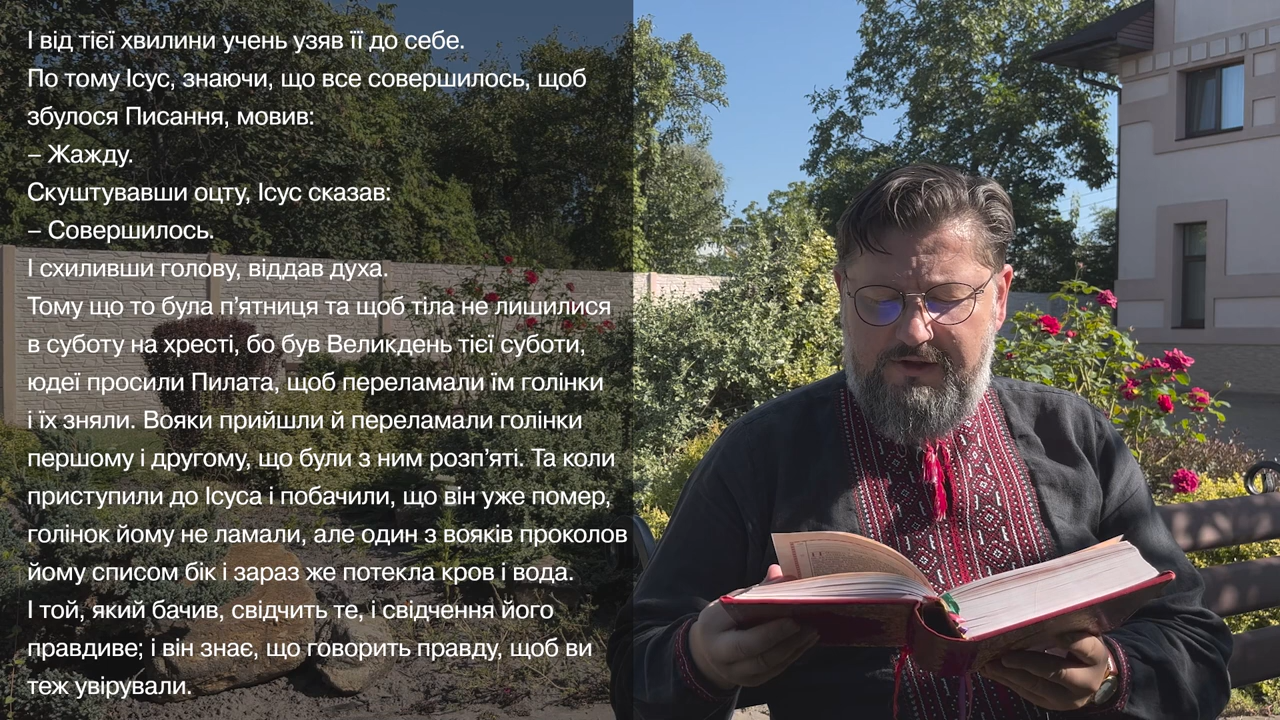 І від тієї хвилини учень узяв її до себе.
По тому Ісус, знаючи, що все совершилось, щоб
збулося Писання, мовив:
– Жажду.
Скуштувавши оцту, Ісус сказав:
– Совершилось.
І схиливши голову, віддав духа.
Тому що то була п’ятниця та щоб тіла не лишилися
в суботу на хресті, бо був Великдень тієї суботи,
юдеї просили Пилата, щоб переламали їм голінки
і їх зняли. Вояки прийшли й переламали голінки
першому і другому, що були з ним розп’яті. Та коли
приступили до Ісуса і побачили, що він уже помер,
голінок йому не ламали, але один з вояків проколов
йому списом бік і зараз же потекла кров і вода.
І той, який бачив, свідчить те, і свідчення його
правдиве; і він знає, що говорить правду, щоб ви
теж увірували.